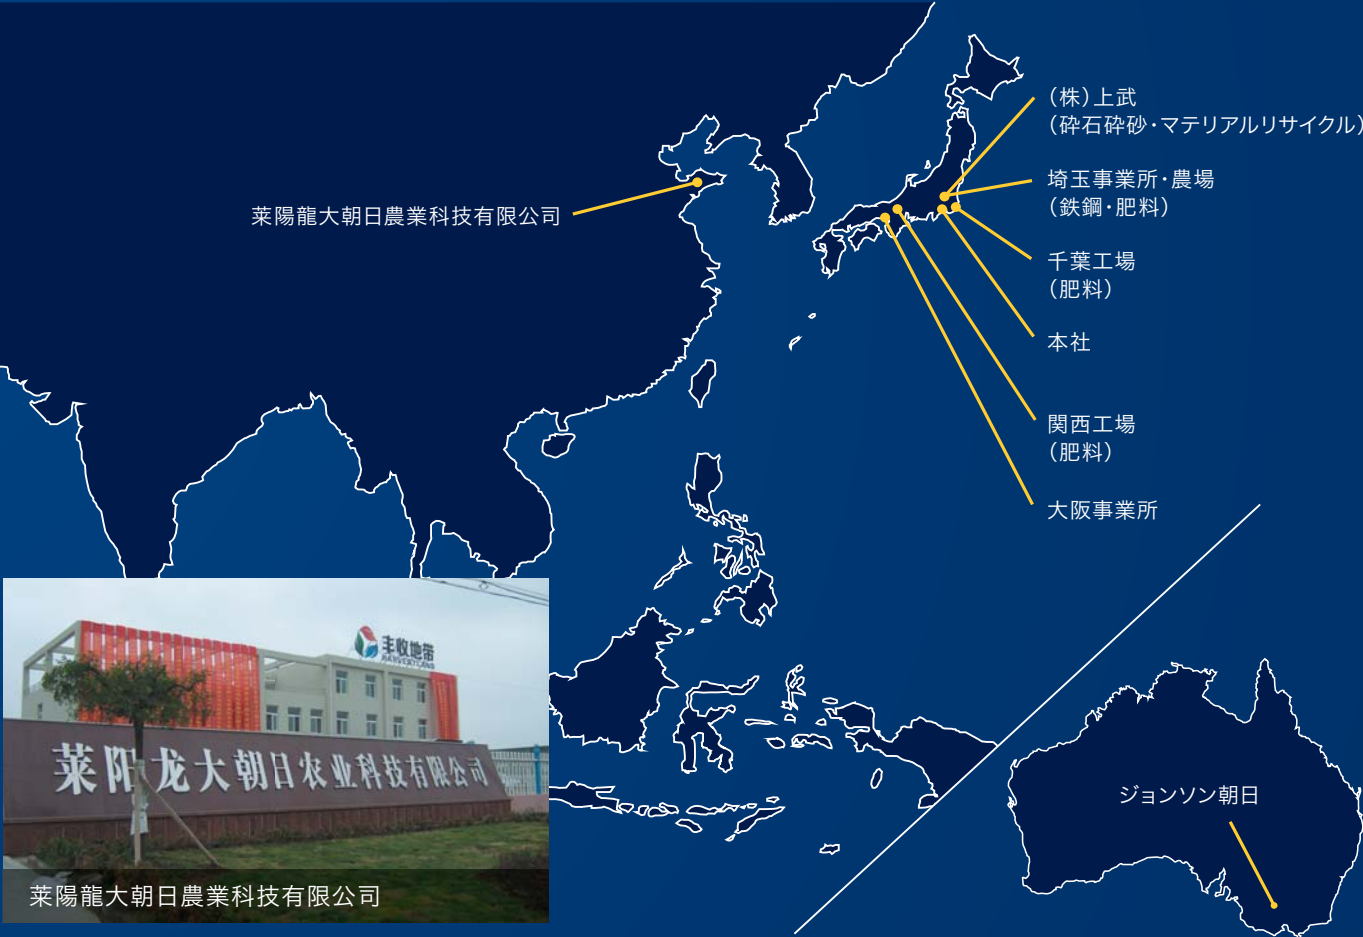 (株)上武
(砕石砕砂・マテリアルリサイクル)
埼玉事業所・農場
(鉄鋼・肥料)
千葉工場
(肥料)
本社
関西工場
(肥料)
大阪事業所
莱陽龍大朝日農業科技有限公司
ジョンソン朝日
丰收地带
莱阳龙大朝日农业科技有限公司
莱陽龍大朝日農業科技有限公司